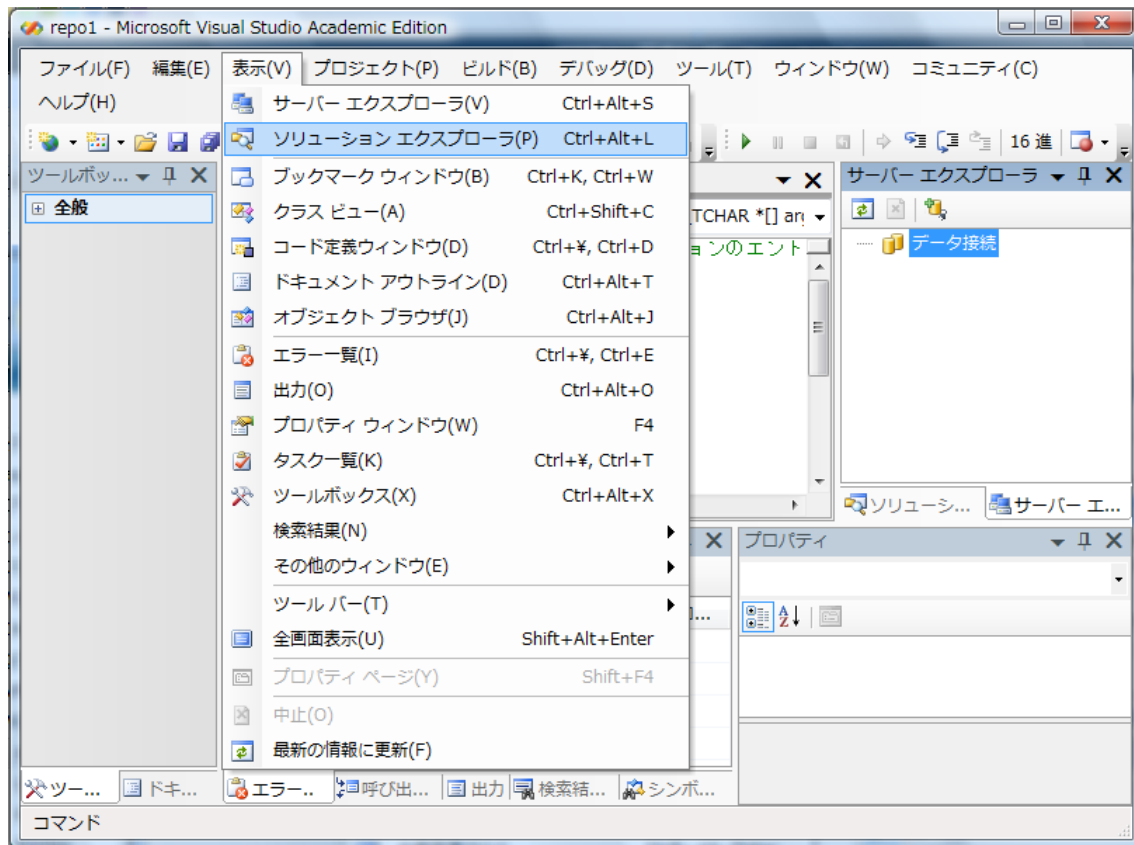 repo1 - Microsoft Visual Studio Academic Edition
ファイル(F) 編集(E) 表示(V) プロジェクト(P) ビルド(B) デバッグ(D) ツール(T) ウィンドウ(W) コミュニティ(C)
ヘルプ(H)
サーバー エクスプローラ(V) Ctrl+Alt+S
ソリューション エクスプローラ(P) Ctrl+Alt+L
16 進
ツールボッ...
全般
ブックマーク ウィンドウ(B) Ctrl+K, Ctrl+W
クラス ビュー(A) Ctrl+Shift+C
コード定義ウィンドウ(D) Ctrl+¥, Ctrl+D
ドキュメント アウトライン(D) Ctrl+Alt+T
オブジェクト ブラウザ(J) Ctrl+Alt+J
エラー一覧(I) Ctrl+¥, Ctrl+E
出力(O) Ctrl+Alt+O
プロパティ ウィンドウ(W) F4
タスク一覧(K) Ctrl+¥, Ctrl+T
ツールボックス(X) Ctrl+Alt+X
検索結果(N)
その他のウィンドウ(E)
ツール バー(T)
全画面表示(U) Shift+Alt+Enter
プロパティ ページ(Y) Shift+F4
中止(O)
最新の情報に更新(F)
TCHAR *[] arg
ョンのエント
サーバー エクスプローラ
データ接続
ソリューシ... サーバー エ...
プロパティ
ツー... ドキ... エラー.. 呼び出... 出力 検索結... シンボ...
コマンド